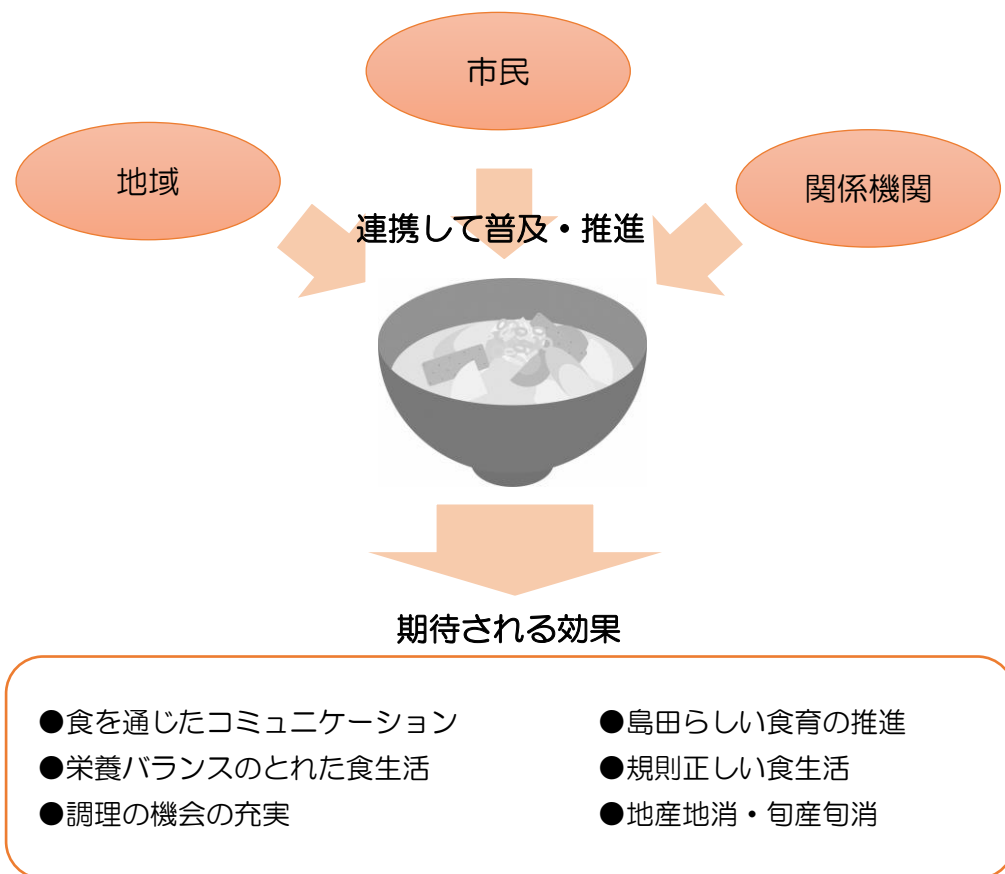 市民
地域
関係機関
連携して普及・推進
期待される効果
●食を通じたコミュニケーション
●栄養バランスのとれた食生活
●調理の機会の充実
●島田らしい食育の推進
●規則正しい食生活
●地産地消・旬産旬消